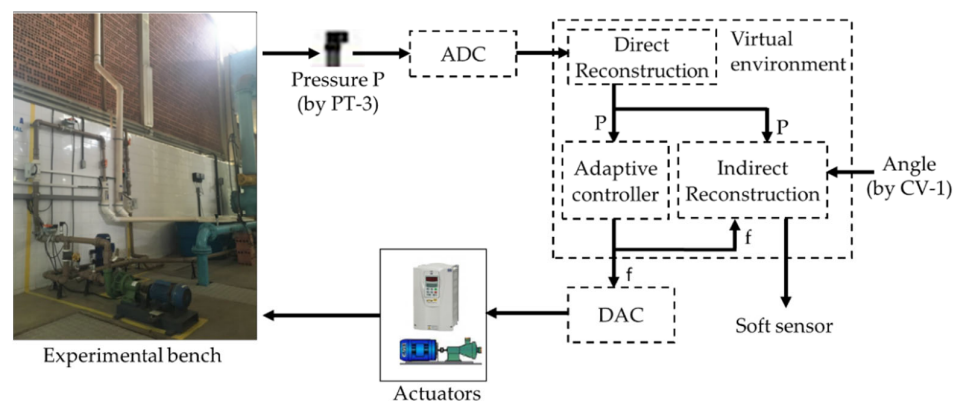 Pressure P
(by PT-3)
ADC
Direct
Reconstruction
Virtual
environment
P
P
Adaptive
controller
Indirect
Reconstruction
Angle
(by CV-1)
f
f
DAC
Soft sensor
Experimental bench
Actuators